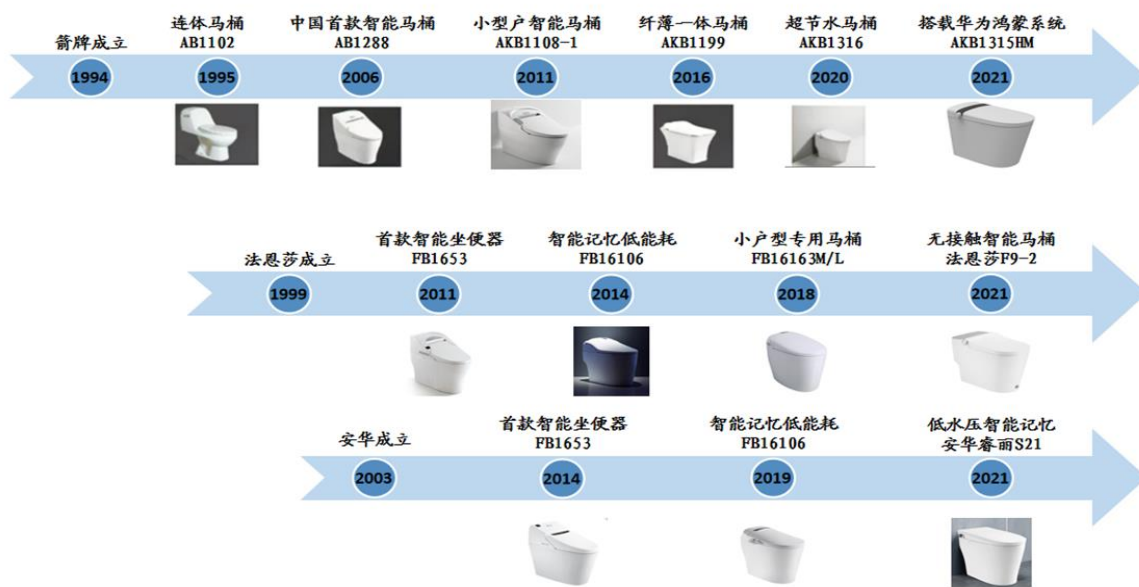 连体马桶 中国首款智能马桶 小型户智能马桶 纤薄一体马桶 超节水马桶 搭载华为鸿蒙系统
箭牌成立 AB1102 AB1288 AKB1108-1 AKB1199 AKB1316 AKB1315HM
1994 1995 2006 2011 2016 2020 2021
首款智能坐便器 智能记忆低能耗 小户型专用马桶 无接触智能马桶
法恩莎成立 FB1653 FB16106 FB16163M/L 法恩莎F9-2
1999 2011 2014 2018 2021
首款智能坐便器 智能记忆低能耗 低水压智能记忆
安华成立 FB1653 FB16106 安华睿丽S21
2003 2014 2019 2021